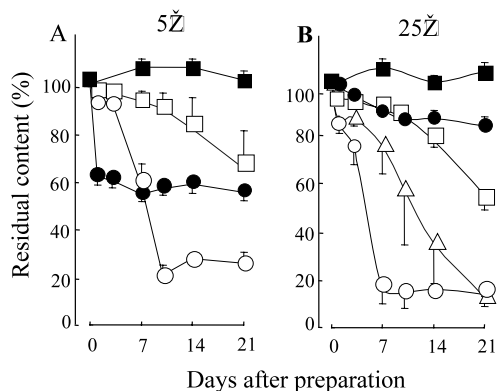 A 5Ž B 25Ž
Residual content (%)
100 100
80 80
60 60
40 40
20 20
0 0
0 7 14 21 0 7 14 21
Days after preparation